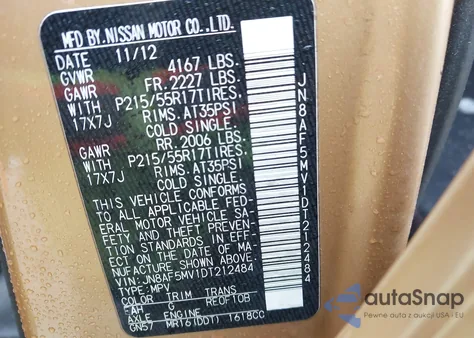 MFD BY.NISSAN MOTOR CO.,LTD.
DATE 11/12
GVWR 4167 LBS.
GAWR FR. 2227 LBS.
WITH P215/55R17TIRES.
17X7J RIMS. AT35PSI
COLD SINGLE.
GAWR RR. 2006 LBS.
WITH P215/55R17TIRES.
17X7J RIMS. AT35PSI
COLD SINGLE.
THIS VEHICLE CONFORMS
TO ALL APPLICABLE FED-
ERAL MOTOR VEHICLE SA-
FETY AND THEFT PREVEN-
TION STANDARDS IN EFF-
ECT ON THE DATE OF MA-
NUFACTURE SHOWN ABOVE.
VIN:JN8AF5MV1DT212484
TYPE:MPV
COLOR TRIM TRANS
EAH G RE0F10B
AXLE ENGINE
GN57 MR16(DDT) 1618CC
JN8AF5MV1DT212484
autoSnap
Pewne auta z aukcji USA i EU